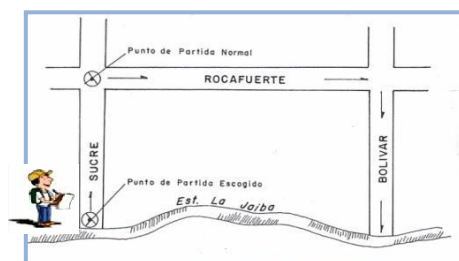 Punto de Partida Normal
ROCAFUERTE
SUCRE
BOLIVAR
Punto de Partida Escogido
Est. La Jaiba